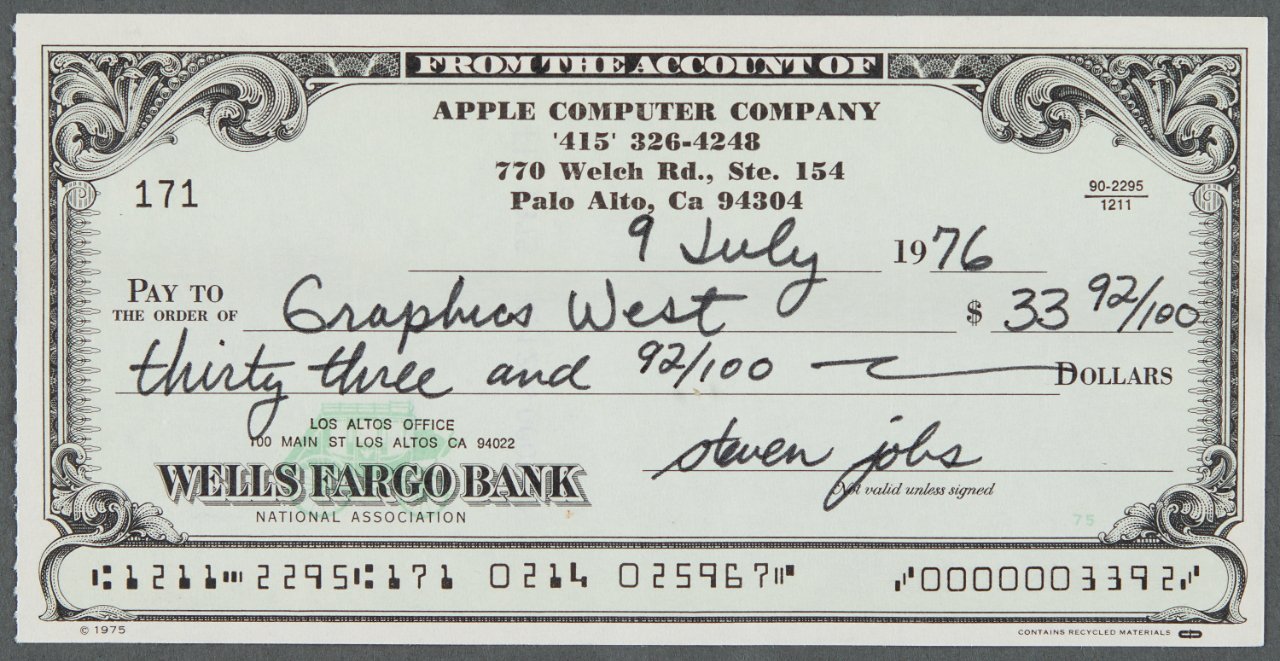 FROM THE ACCOUNT OF
APPLE COMPUTER COMPANY
'415' 326-4248
770 Welch Rd., Ste. 154
Palo Alto, Ca 94304
171
90-2295
1211
9 July 1976
PAY TO
THE ORDER OF Graphics West $ 33 92/100
thirty three and 92/100 DOLLARS
LOS ALTOS OFFICE
100 MAIN ST LOS ALTOS CA 94022
WELLS FARGO BANK
NATIONAL ASSOCIATION
steven jobs
Not valid unless signed
75
⑆1211⑉2295⑆171 0214 025967⑈ ⑇0000003392⑇
© 1975
CONTAINS RECYCLED MATERIALS